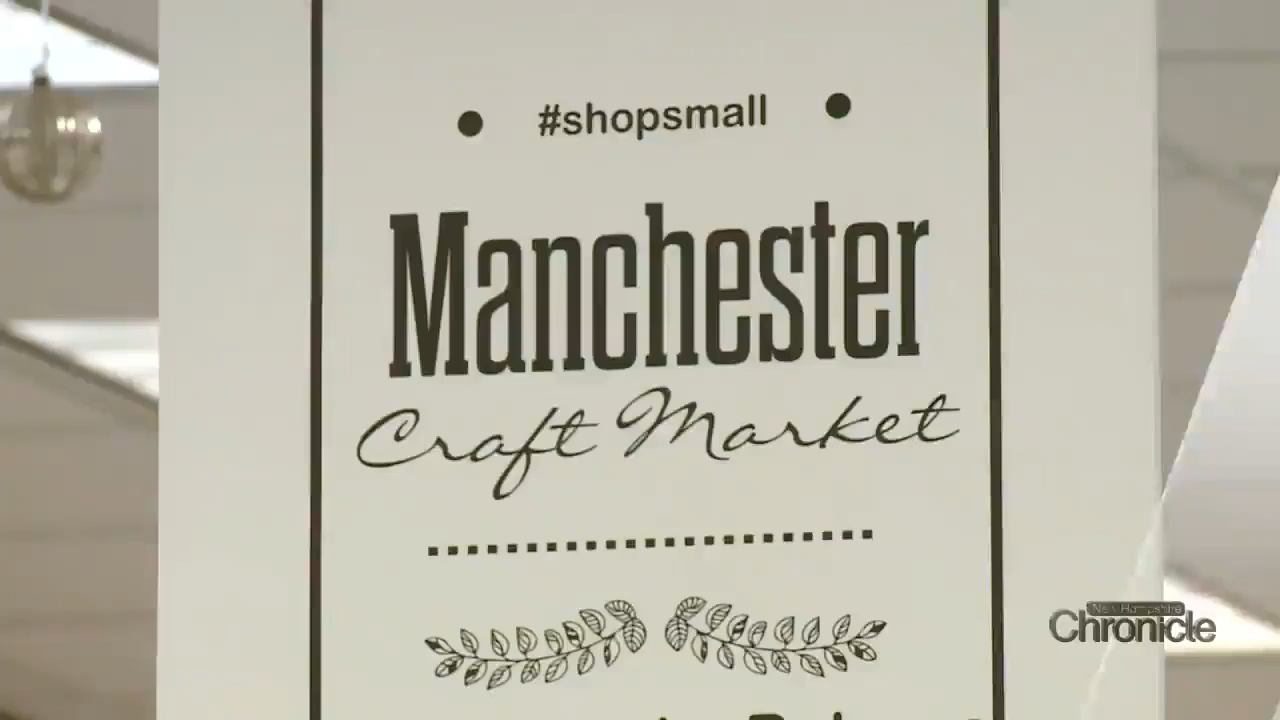 #shopsmall
Manchester
Craft Market
New Hampshire
Chronicle